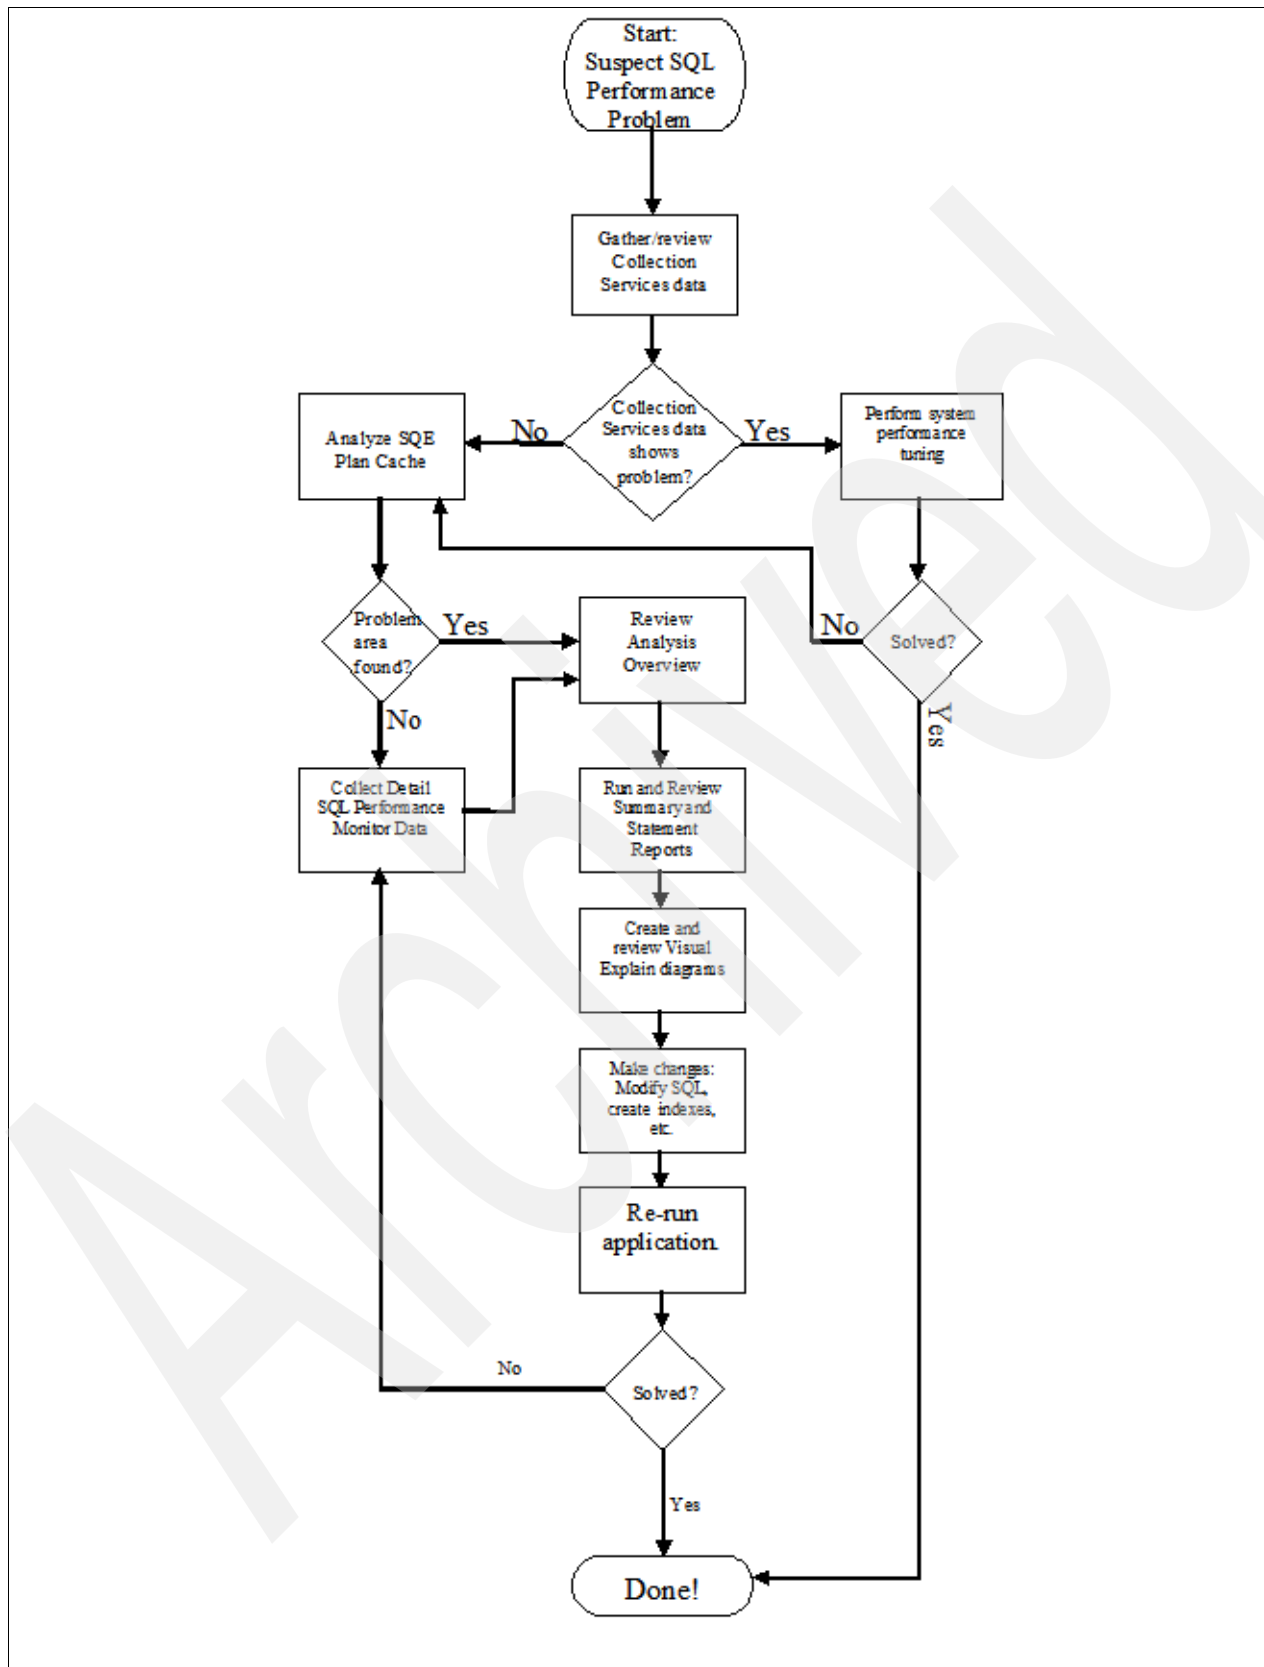 Start:
Suspect SQL
Performance
Problem
Gather/review
Collection
Services data
Collection
Services data
shows
problem?
No
Yes
Analyze SQE
Plan Cache
Perform system
performance
tuning
Problem
area
found?
Yes
No
Review
Analysis
Overview
No
Solved?
Yes
Collect Detail
SQL Performance
Monitor Data
Run and Review
Summary and
Statement
Reports
Create and
review Visual
Explain diagrams
Make changes:
Modify SQL,
create indexes,
etc.
Re-run
application.
No
Solved?
Yes
Done!
Archived